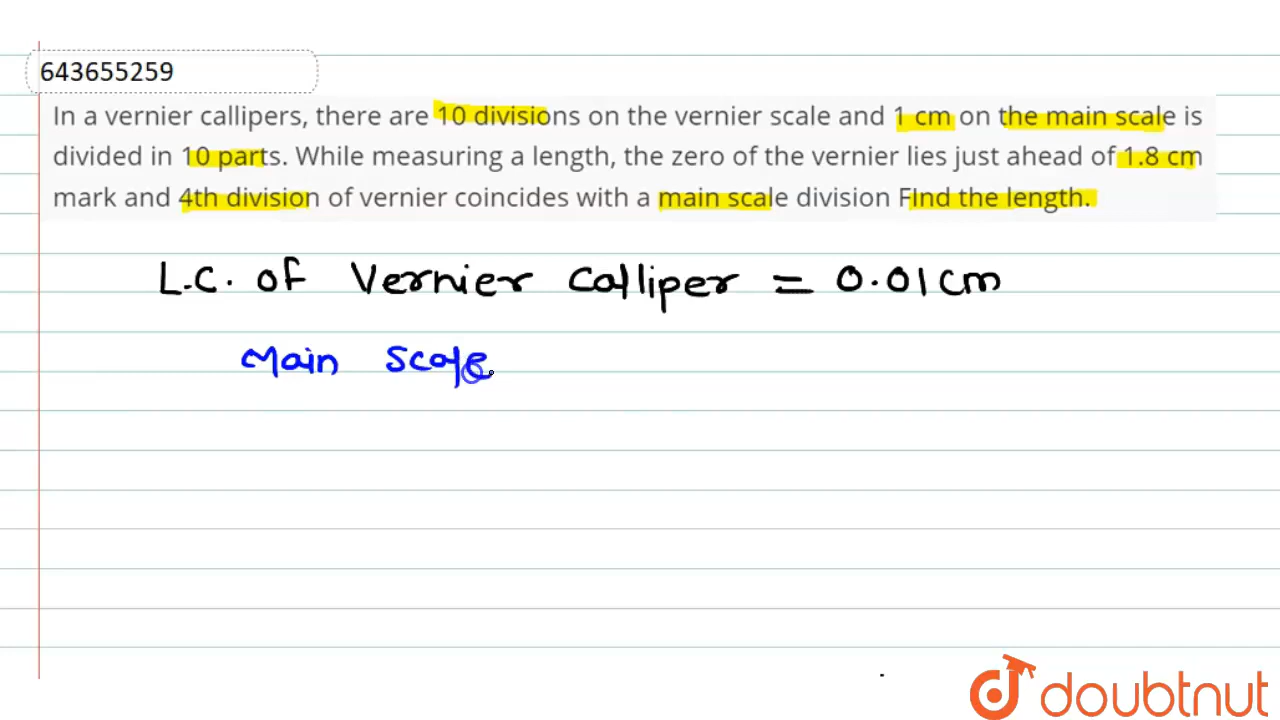 643655259
In a vernier callipers, there are 10 divisions on the vernier scale and 1 cm on the main scale is
divided in 10 parts. While measuring a length, the zero of the vernier lies just ahead of 1.8 cm
mark and 4th division of vernier coincides with a main scale division FInd the length.
L.C. of Vernier Calliper = 0.01cm
Main Scale
doubtnut